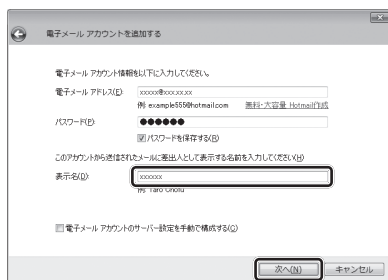 電子メール アカウントを追加する
電子メール アカウント情報を以下に入力してください。
電子メール アドレス(E):
xxxxx@xxx.xx.xx
例: example555@hotmail.com
無料・大容量 Hotmail作成
パスワード(P):
●●●●●●
パスワードを保存する(R)
このアカウントから送信されたメールに差出人として表示する名前を入力してください(H)
表示名(D):
xxxxxx
例: Taro Chofu
電子メール アカウントのサーバー設定を手動で構成する(C)
次へ(N)
キャンセル